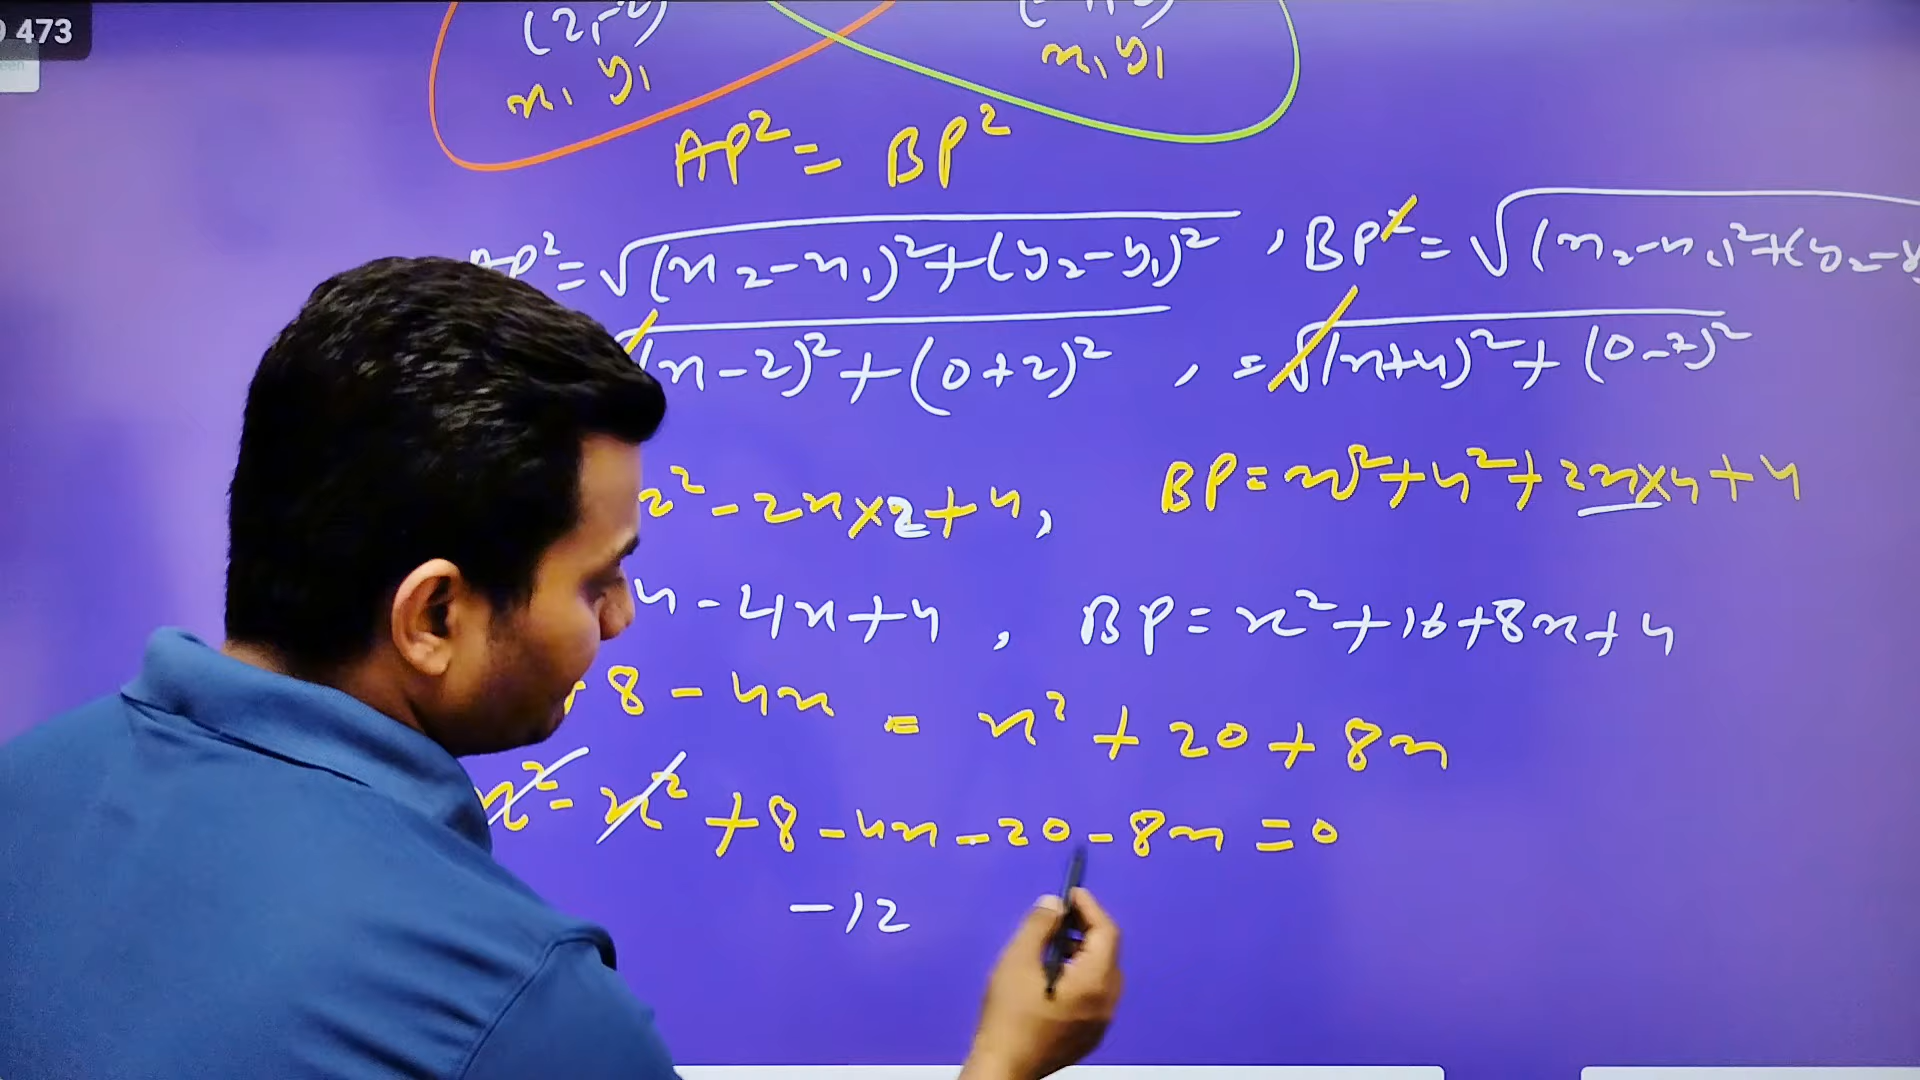 473
(2,-2)
x₁ y₁ x₁ y₁
AP² = BP²
AP² = √(x₂-x₁)²+(y₂-y₁)² , BP² = √(x₂-x₁)²+(y₂-y
(x-2)²+(0+2)² , = √(x+4)²+(0-2)²
2²-2x×2+4, BP = x²+4²+2x×4+4
4-4x+4 , BP = x²+16+8x+4
+8-4x = x²+20+8x
x²-x²+8-4x-20-8x=0
-12